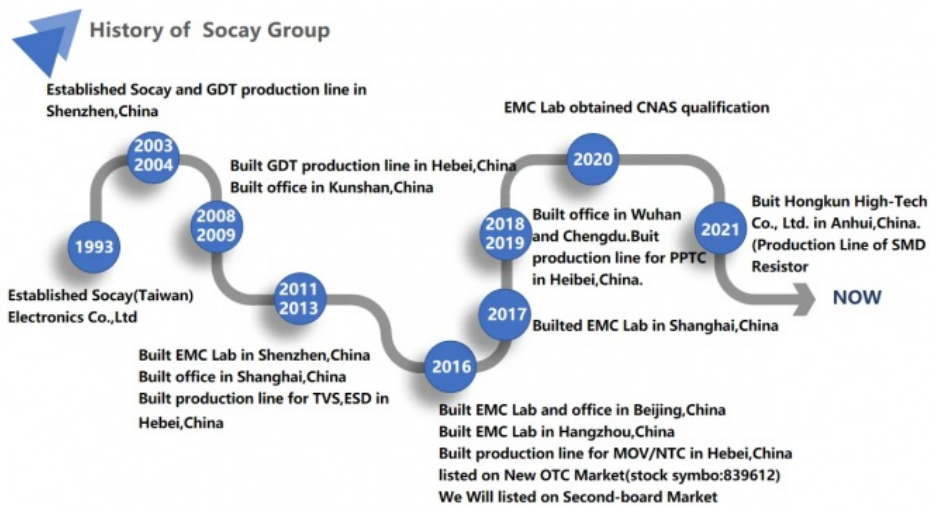 History of Socay Group
Established Socay and GDT production line in
Shenzhen,China
2003
2004
1993
Established Socay(Taiwan)
Electronics Co.,Ltd
Built GDT production line in Hebei,China
Built office in Kunshan,China
2008
2009
2011
2013
Built EMC Lab in Shenzhen,China
Built office in Shanghai,China
Built production line for TVS,ESD in
Hebei,China
2016
Built EMC Lab and office in Beijing,China
Built EMC Lab in Hangzhou,China
Built production line for MOV/NTC in Hebei,China
listed on New OTC Market(stock symbo:839612)
We Will listed on Second-board Market
2017
Builted EMC Lab in Shanghai,China
2018
2019
Built office in Wuhan
and Chengdu.Buit
production line for PPTC
in Heibei,China.
EMC Lab obtained CNAS qualification
2020
2021
Buit Hongkun High-Tech
Co., Ltd. in Anhui,China.
(Production Line of SMD
Resistor
NOW